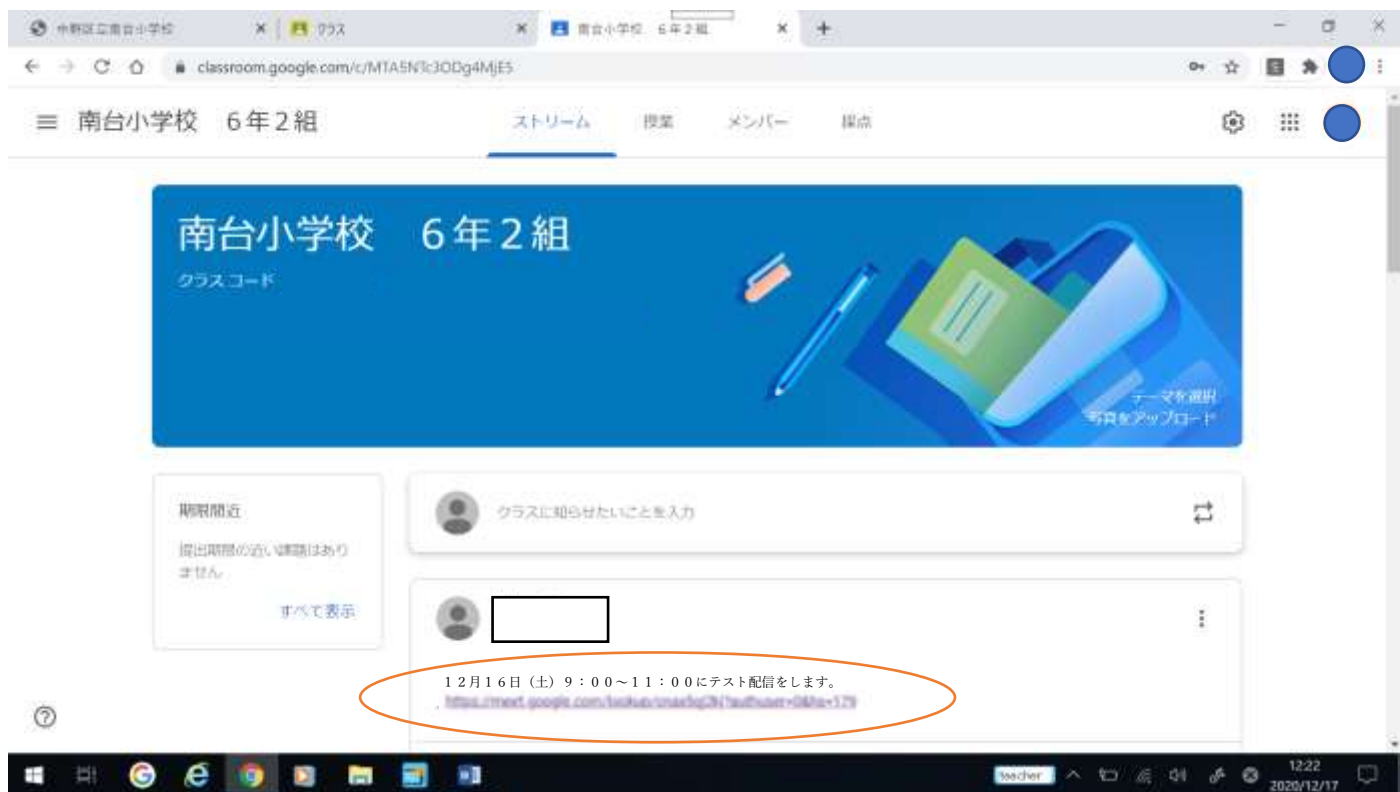 中野区立南台小学校
クラス
南台小学校 6年2組
classroom.google.com/c/MTA5NTc3ODg4MjE5
南台小学校 6年2組
ストリーム 授業 メンバー 採点
南台小学校 6年2組
クラス コード
テーマを選択
写真をアップロード
期限間近
提出期限の近い課題はあり
ません
すべて表示
クラスに知らせたいことを入力
12月16日(土)9:00~11:00にテスト配信をします。
teacher
12:22
2020/12/17